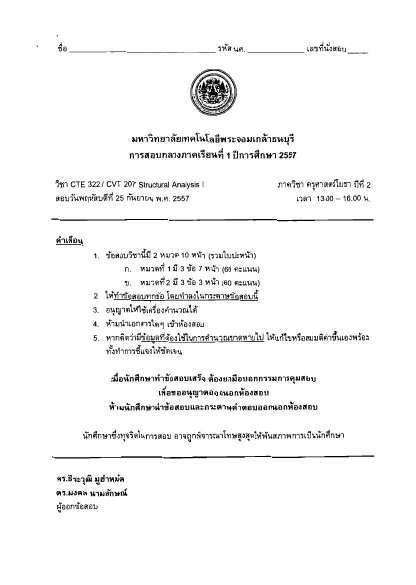 ชื่อ รหัส นศ. เลขที่นั่งสอบ
มหาวิทยาลัยเทคโนโลยีพระจอมเกล้าธนบุรี
การสอบกลางภาคเรียนที่ 1 ปีการศึกษา 2557
วิชา CTE 322 / CVT 207 Structural Analysis I ภาควิชา ครุศาสตร์โยธา ปีที่ 2
สอบวันพฤหัสบดีที่ 25 กันยายน พ.ศ. 2557 เวลา 13.00 – 16.00 น.
คำเตือน
1. ข้อสอบวิชานี้มี 2 หมวด 10 หน้า (รวมใบปะหน้า)
ก. หมวดที่ 1 มี 3 ข้อ 7 หน้า (60 คะแนน)
ข. หมวดที่ 2 มี 3 ข้อ 3 หน้า (60 คะแนน)
2. ให้ทำข้อสอบทุกข้อ โดยทำลงในกระดาษข้อสอบนี้
3. อนุญาตให้ใช้เครื่องคำนวณได้
4. ห้ามนำเอกสารใดๆ เข้าห้องสอบ
5. หากคิดว่ามีข้อมูลที่ต้องใช้ในการคำนวณขาดหายไป ให้แก้ไขหรือสมมติค่าขึ้นเองพร้อม
ทั้งทำการชี้แจงให้ชัดเจน
เมื่อนักศึกษาทำข้อสอบเสร็จ ต้องยกมือบอกกรรมการคุมสอบ
เพื่อขออนุญาตออกนอกห้องสอบ
ห้ามนักศึกษานำข้อสอบและกระดาษคำตอบออกนอกห้องสอบ
นักศึกษาซึ่งทุจริตในการสอบ อาจถูกพิจารณาโทษสูงสุดให้พ้นสภาพการเป็นนักศึกษา
ดร.ธีระวุฒิ มูฮำหมัด
ดร.มงคล นามลักษณ์
ผู้ออกข้อสอบ